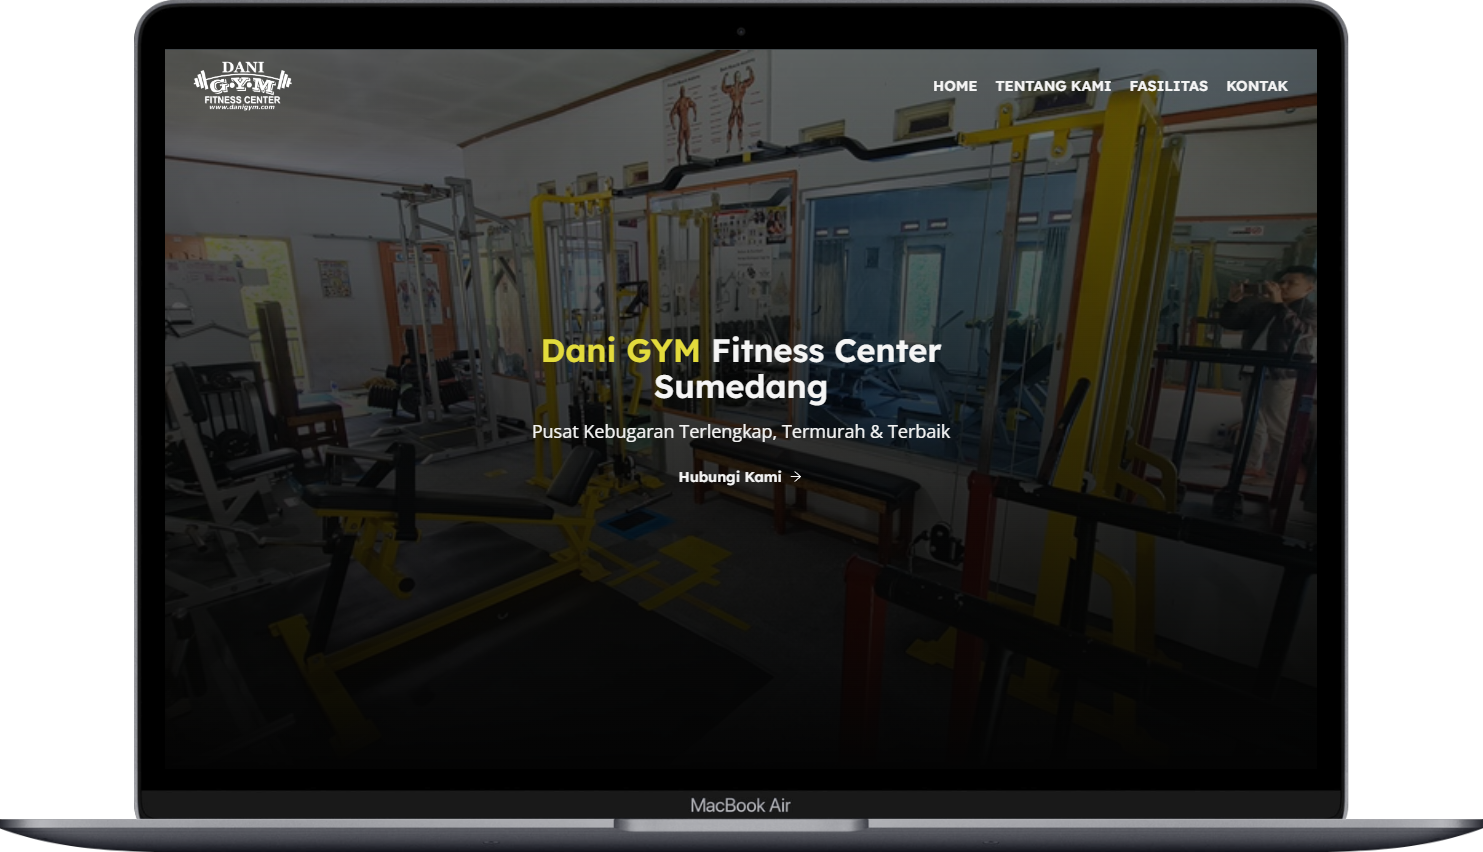 DANI
GYM
FITNESS CENTER
www.danigym.com
HOME TENTANG KAMI FASILITAS KONTAK
Dani GYM Fitness Center
Sumedang
Pusat Kebugaran Terlengkap, Termurah & Terbaik
Hubungi Kami →
MacBook Air